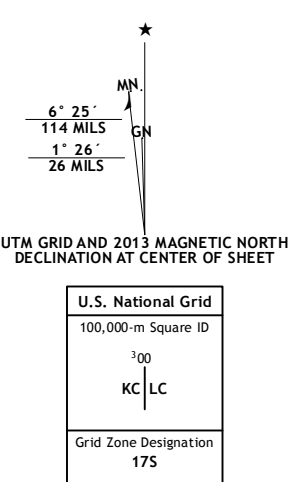 ★
MN.
6° 25´
114 MILS
GN
1° 26´
26 MILS
UTM GRID AND 2013 MAGNETIC NORTH
DECLINATION AT CENTER OF SHEET
U.S. National Grid
100,000-m Square ID
³00
KC LC
Grid Zone Designation
17S